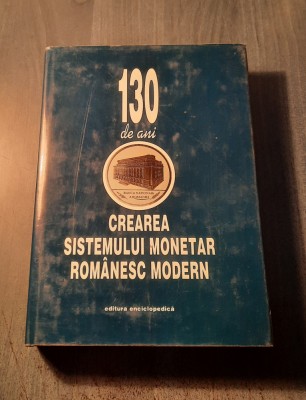 130
de ani
CREAREA
SISTEMULUI MONETAR
ROMÂNESC MODERN
editura enciclopedică